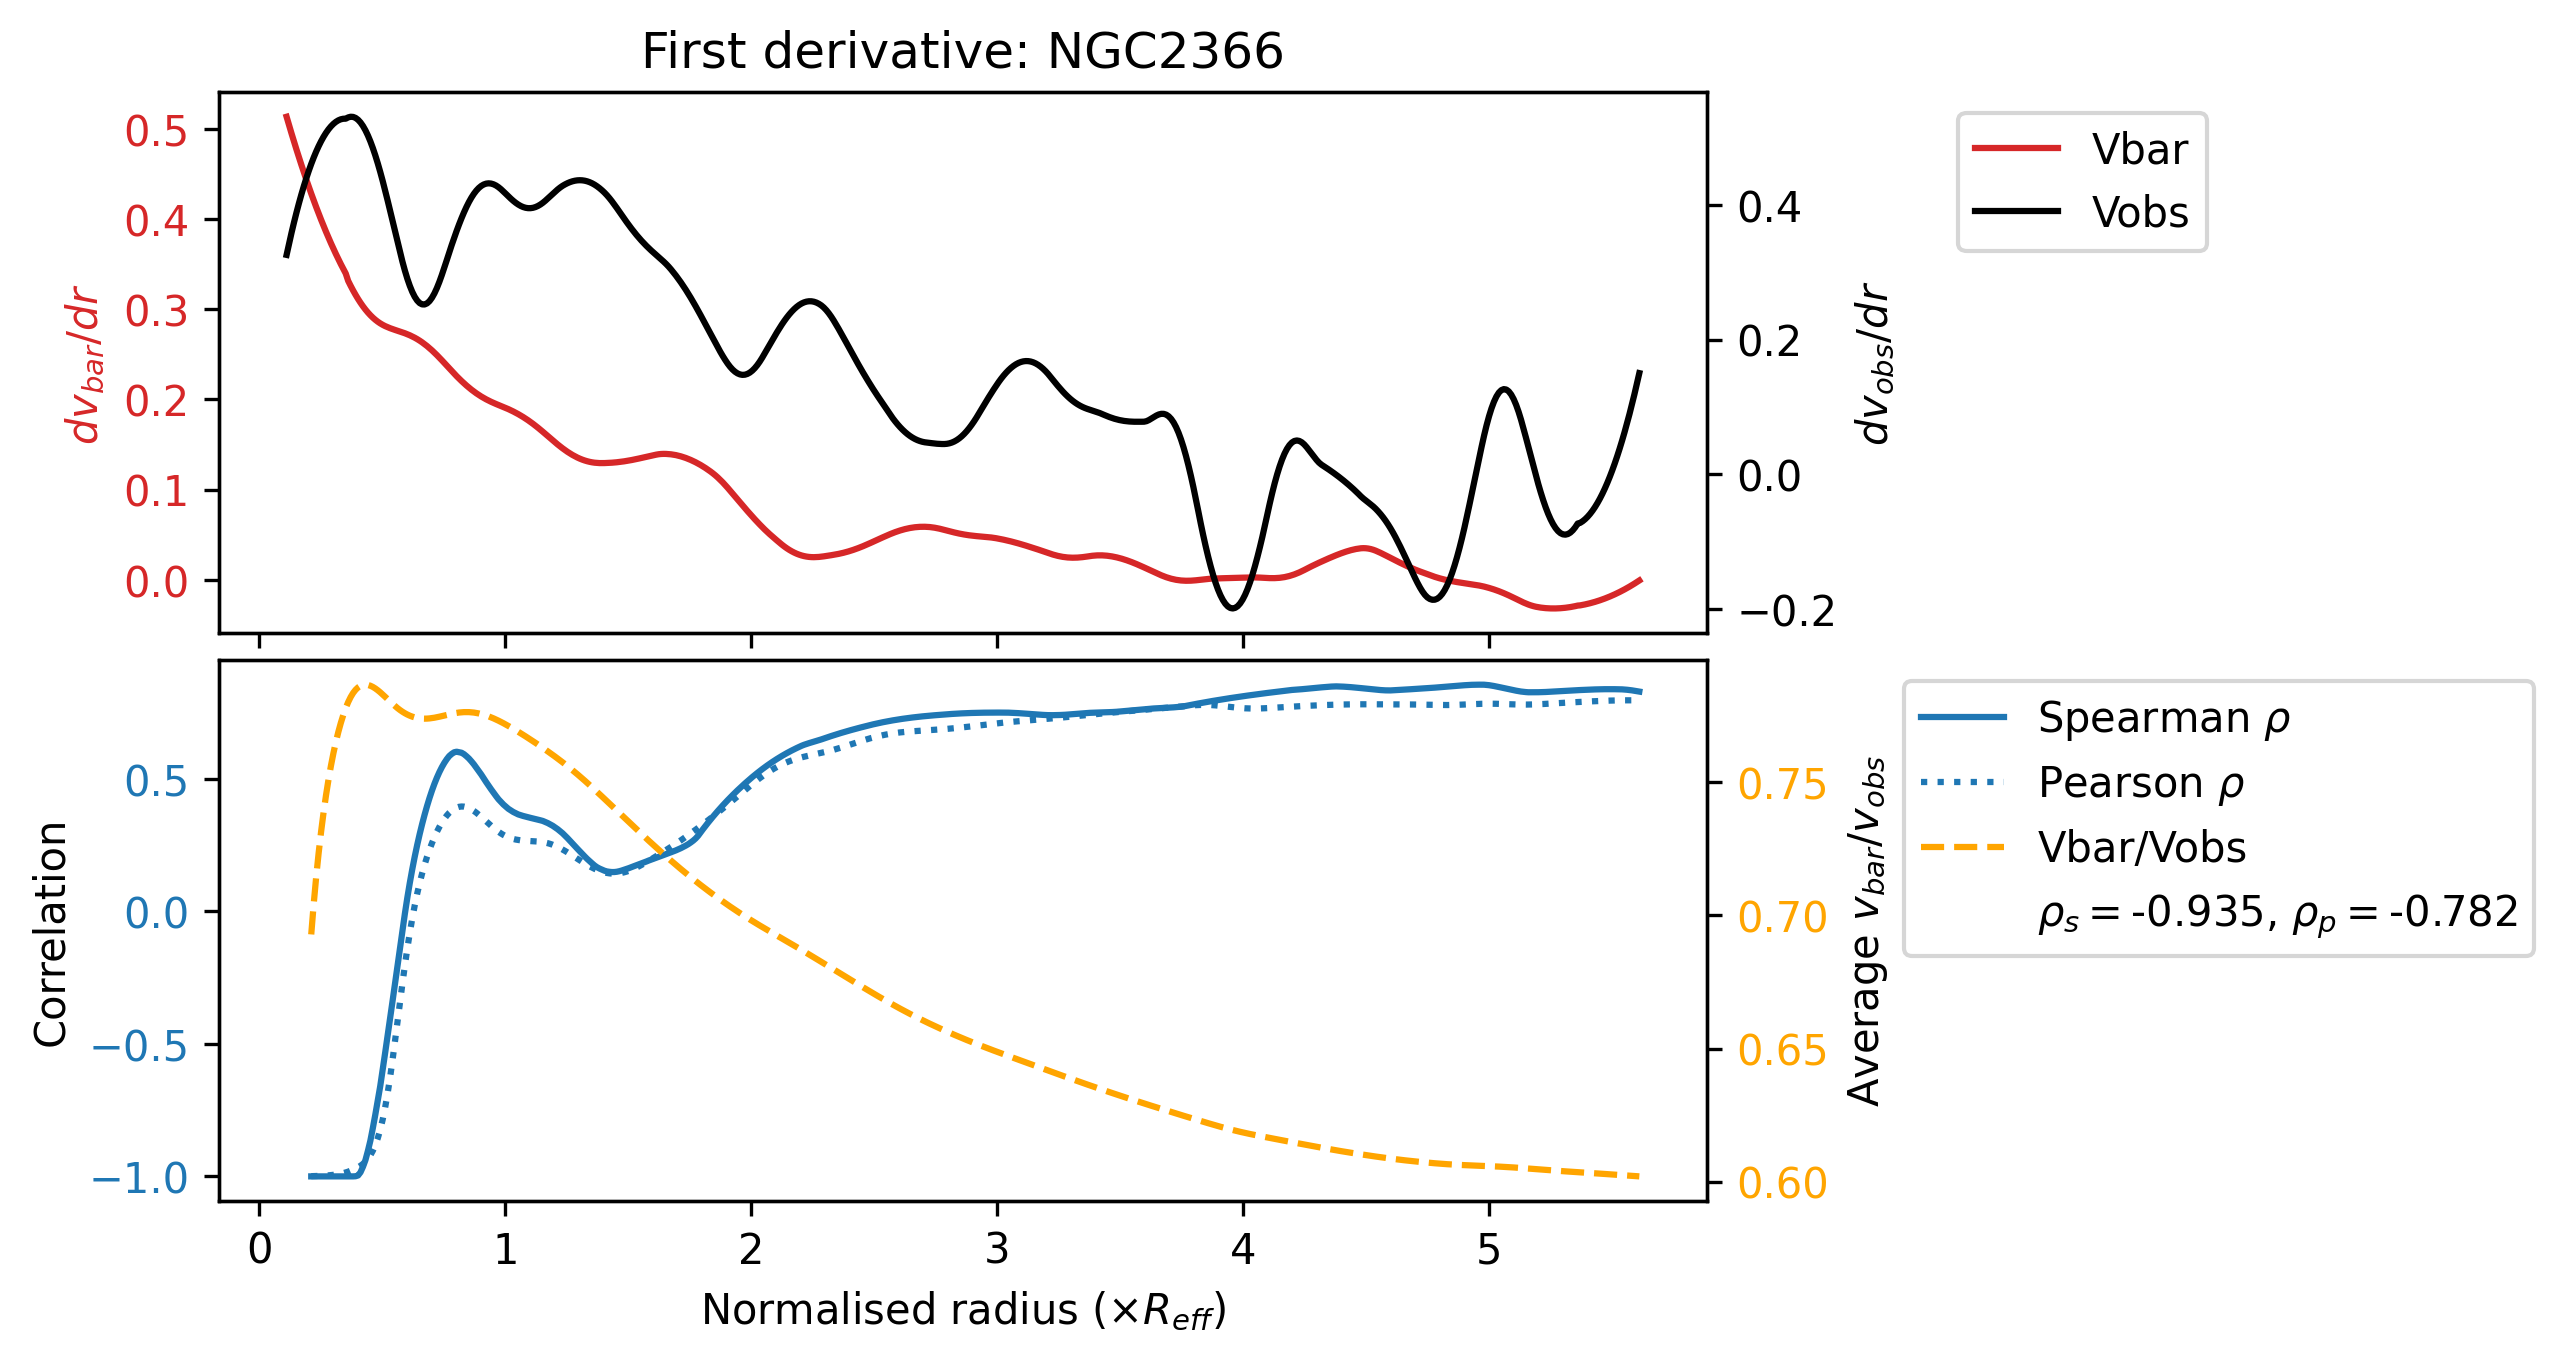 First derivative: NGC2366
0.5
0.4
0.3
0.2
0.1
0.0
dv_bar/dr
0.4
0.2
0.0
−0.2
dv_obs/dr
Vbar
Vobs
0.5
0.0
−0.5
−1.0
Correlation
0.75
0.70
0.65
0.60
Average v_bar/v_obs
Spearman ρ
Pearson ρ
Vbar/Vobs
ρ_s = -0.935, ρ_p = -0.782
0 1 2 3 4 5
Normalised radius (×R_eff)